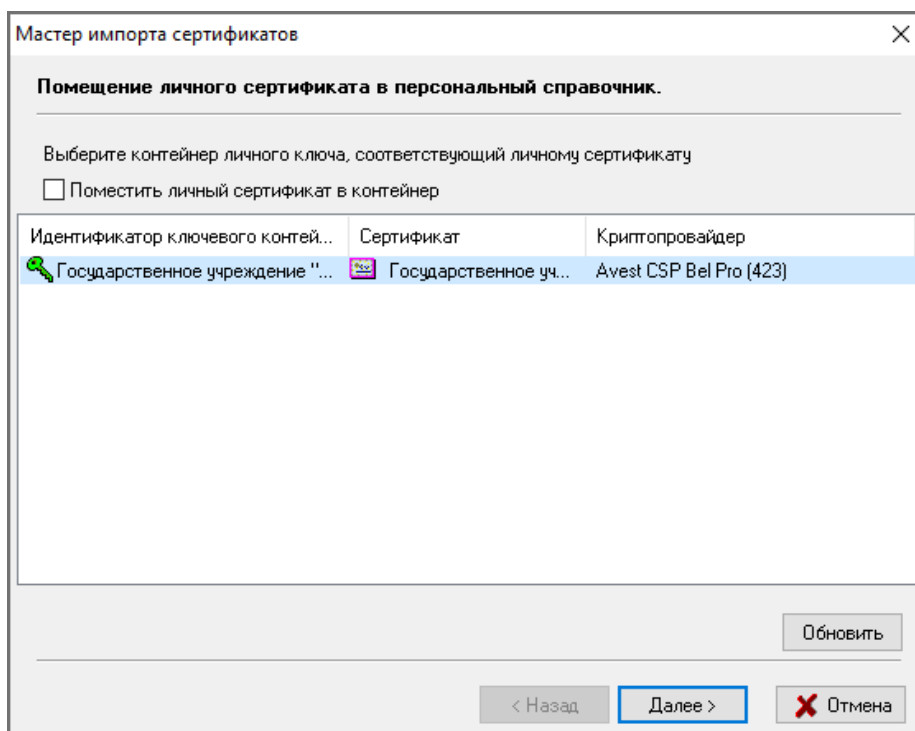 Мастер импорта сертификатов
Помещение личного сертификата в персональный справочник.
Выберите контейнер личного ключа, соответствующий личному сертификату
Поместить личный сертификат в контейнер
Идентификатор ключевого контей... Сертификат Криптопровайдер
Государственное учреждение "... Государственное уч... Avest CSP Bel Pro (423)
Обновить
< Назад Далее > Отмена